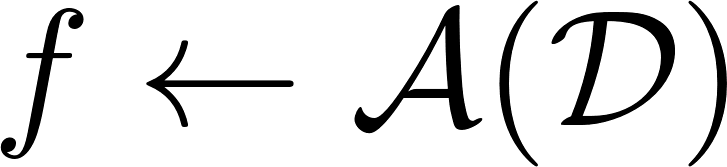 f ← 𝒜(𝒟)